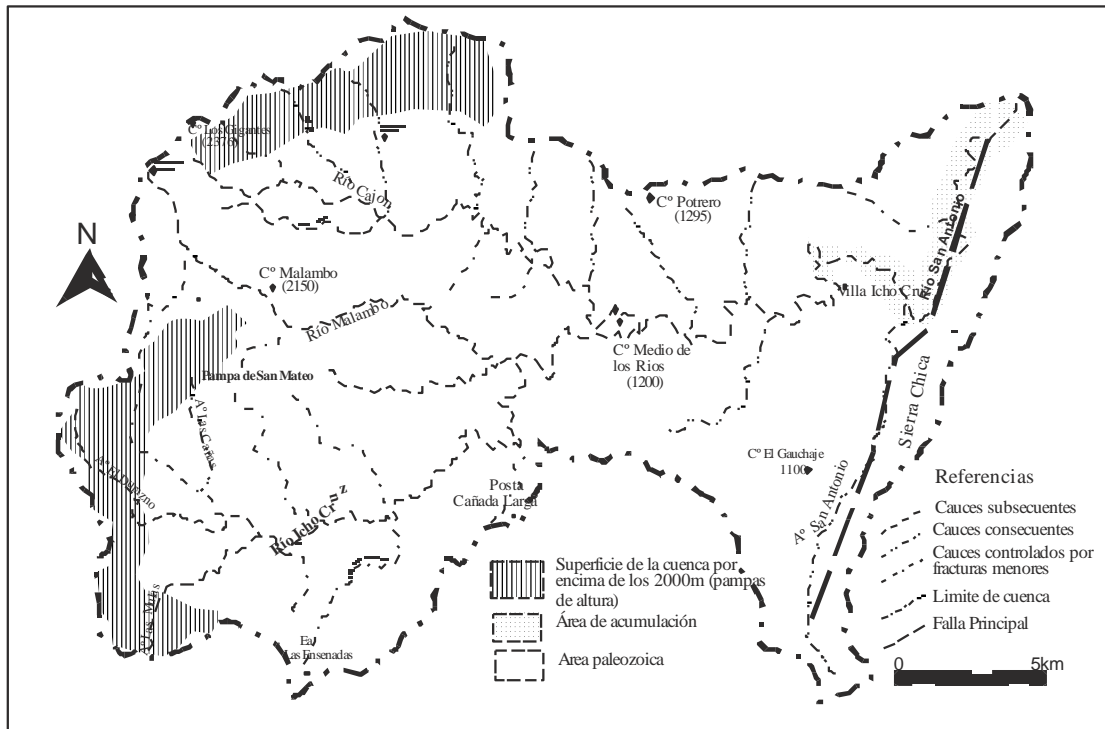 Cº Los Gigantes
(2376)
Río Cajón
Cº Potrero
(1295)
Río San Antonio
N
Cº Malambo
(2150)
Villa Icho Cruz
Río Malambo
Cº Medio de
los Rios
(1200)
Pampa de San Mateo
Sierra Chica
Aº Las Cañas
Cº El Gauchaje
1100
Aº El Durazno
Posta
Cañada Larga
Río Icho Cruz
Aº San Antonio
Aº Las Mulas
Ea.
Las Ensenadas
Superficie de la cuenca por
encima de los 2000m (pampas
de altura)
Área de acumulación
Area paleozoica
Referencias
Cauces subsecuentes
Cauces consecuentes
Cauces controlados por
fracturas menores
Limite de cuenca
Falla Principal
0 5km